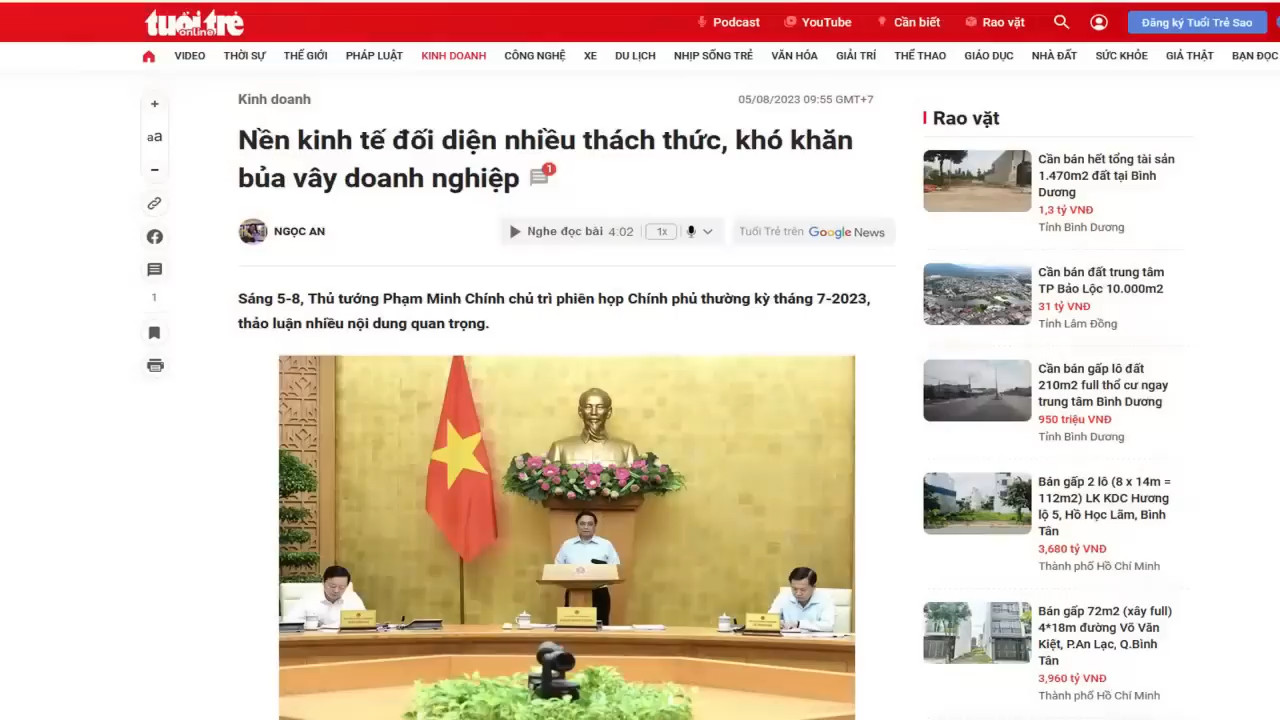 tuổi trẻ
online
Podcast
YouTube
Cần biết
Rao vặt
Đăng ký Tuổi Trẻ Sao
VIDEO
THỜI SỰ
THẾ GIỚI
PHÁP LUẬT
KINH DOANH
CÔNG NGHỆ
XE
DU LỊCH
NHỊP SỐNG TRẺ
VĂN HÓA
GIẢI TRÍ
THỂ THAO
GIÁO DỤC
NHÀ ĐẤT
SỨC KHỎE
GIẢ THẬT
BẠN ĐỌC
+
aa
−
1
Kinh doanh
05/08/2023 09:55 GMT+7
Nền kinh tế đối diện nhiều thách thức, khó khăn
bủa vây doanh nghiệp
1
NGỌC AN
Nghe đọc bài 4:02
1x
Tuổi Trẻ trên Google News
Sáng 5-8, Thủ tướng Phạm Minh Chính chủ trì phiên họp Chính phủ thường kỳ tháng 7-2023,
thảo luận nhiều nội dung quan trọng.
Rao vặt
Cần bán hết tổng tài sản
1.470m2 đất tại Bình
Dương
1,3 tỷ VNĐ
Tỉnh Bình Dương
Cần bán đất trung tâm
TP Bảo Lộc 10.000m2
31 tỷ VNĐ
Tỉnh Lâm Đồng
Cần bán gấp lô đất
210m2 full thổ cư ngay
trung tâm Bình Dương
950 triệu VNĐ
Tỉnh Bình Dương
Bán gấp 2 lô (8 x 14m =
112m2) LK KDC Hương
lộ 5, Hồ Học Lãm, Bình
Tân
3,680 tỷ VNĐ
Thành phố Hồ Chí Minh
Bán gấp 72m2 (xây full)
4*18m đường Võ Văn
Kiệt, P.An Lạc, Q.Bình
Tân
3,960 tỷ VNĐ
Thành phố Hồ Chí Minh